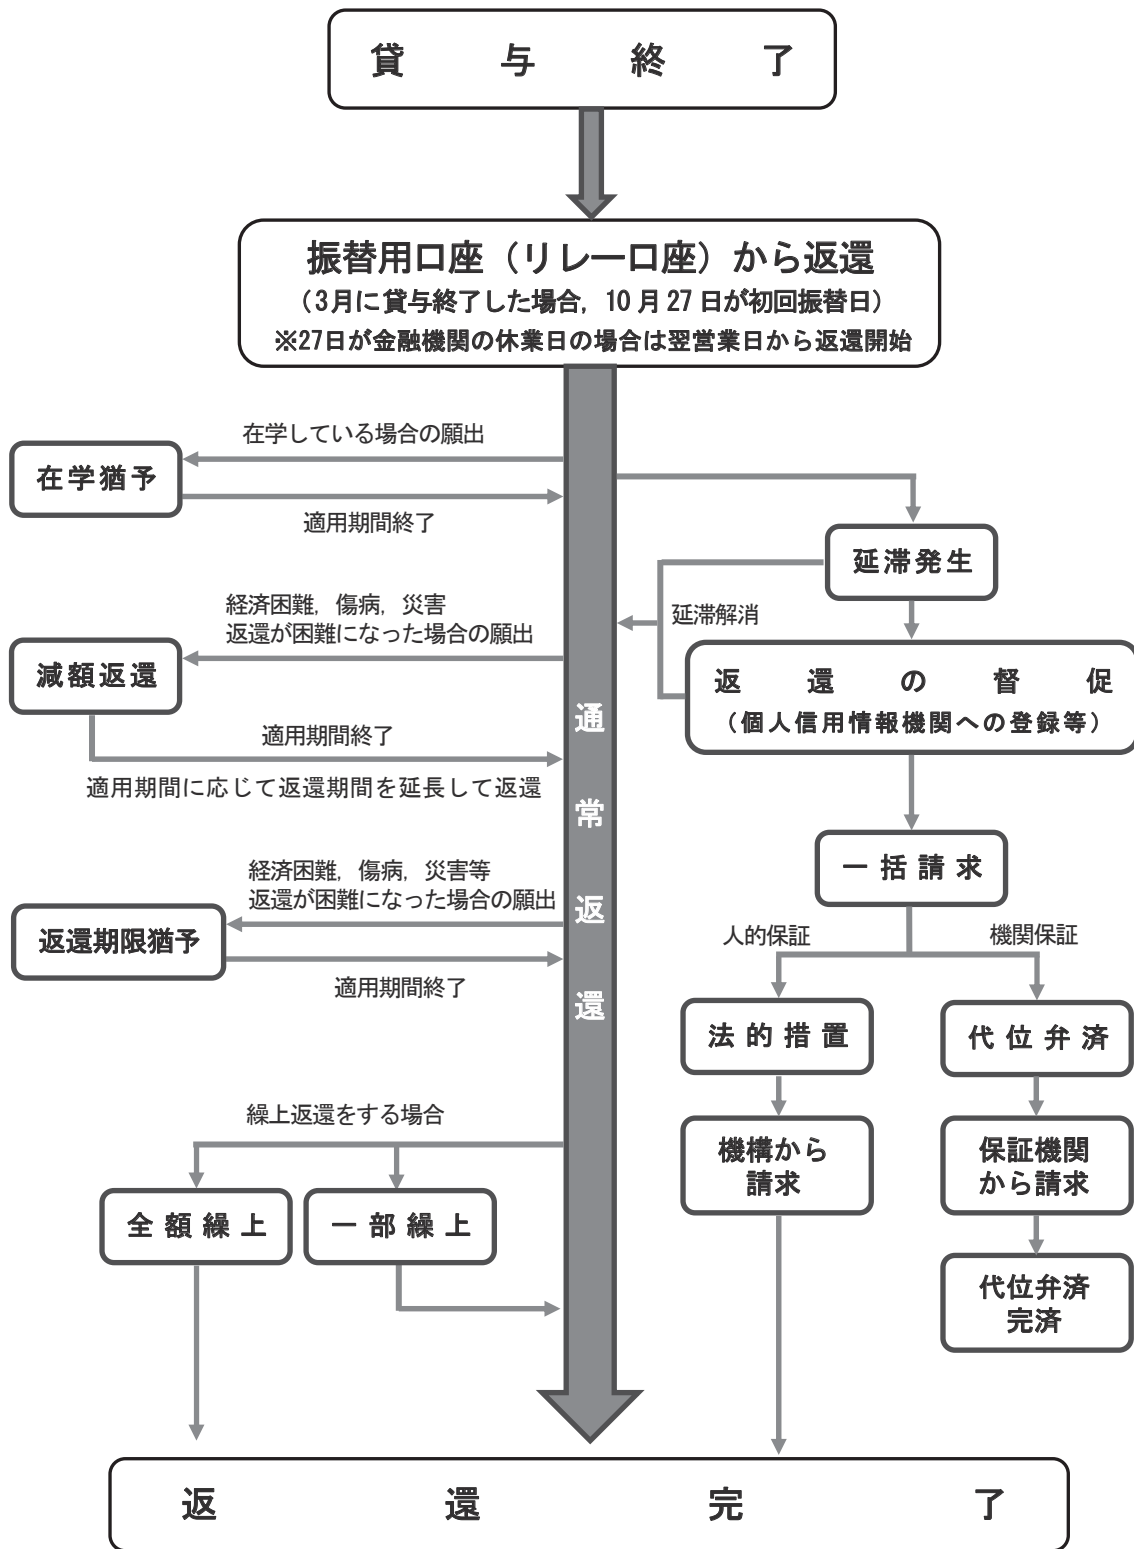 貸与終了
振替用口座（リレー口座）から返還
（3月に貸与終了した場合，10月27日が初回振替日）
※27日が金融機関の休業日の場合は翌営業日から返還開始
在学している場合の願出
在学猶予
適用期間終了
経済困難，傷病，災害
返還が困難になった場合の願出
減額返還
適用期間終了
適用期間に応じて返還期間を延長して返還
経済困難，傷病，災害等
返還が困難になった場合の願出
返還期限猶予
適用期間終了
繰上返還をする場合
全額繰上
一部繰上
通常返還
延滞発生
延滞解消
返還の督促
（個人信用情報機関への登録等）
一括請求
人的保証
機関保証
法的措置
代位弁済
機構から
請求
保証機関
から請求
代位弁済
完済
返還完了